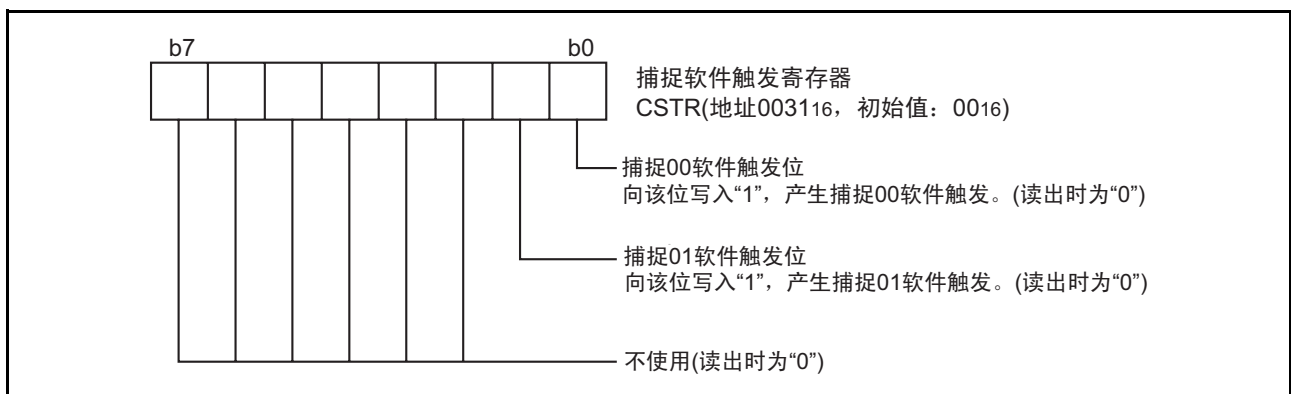 b7 b0
捕捉软件触发寄存器
CSTR(地址003116，初始值：0016)
捕捉00软件触发位
向该位写入“1”，产生捕捉00软件触发。(读出时为“0”)
捕捉01软件触发位
向该位写入“1”，产生捕捉01软件触发。(读出时为“0”)
不使用(读出时为“0”)